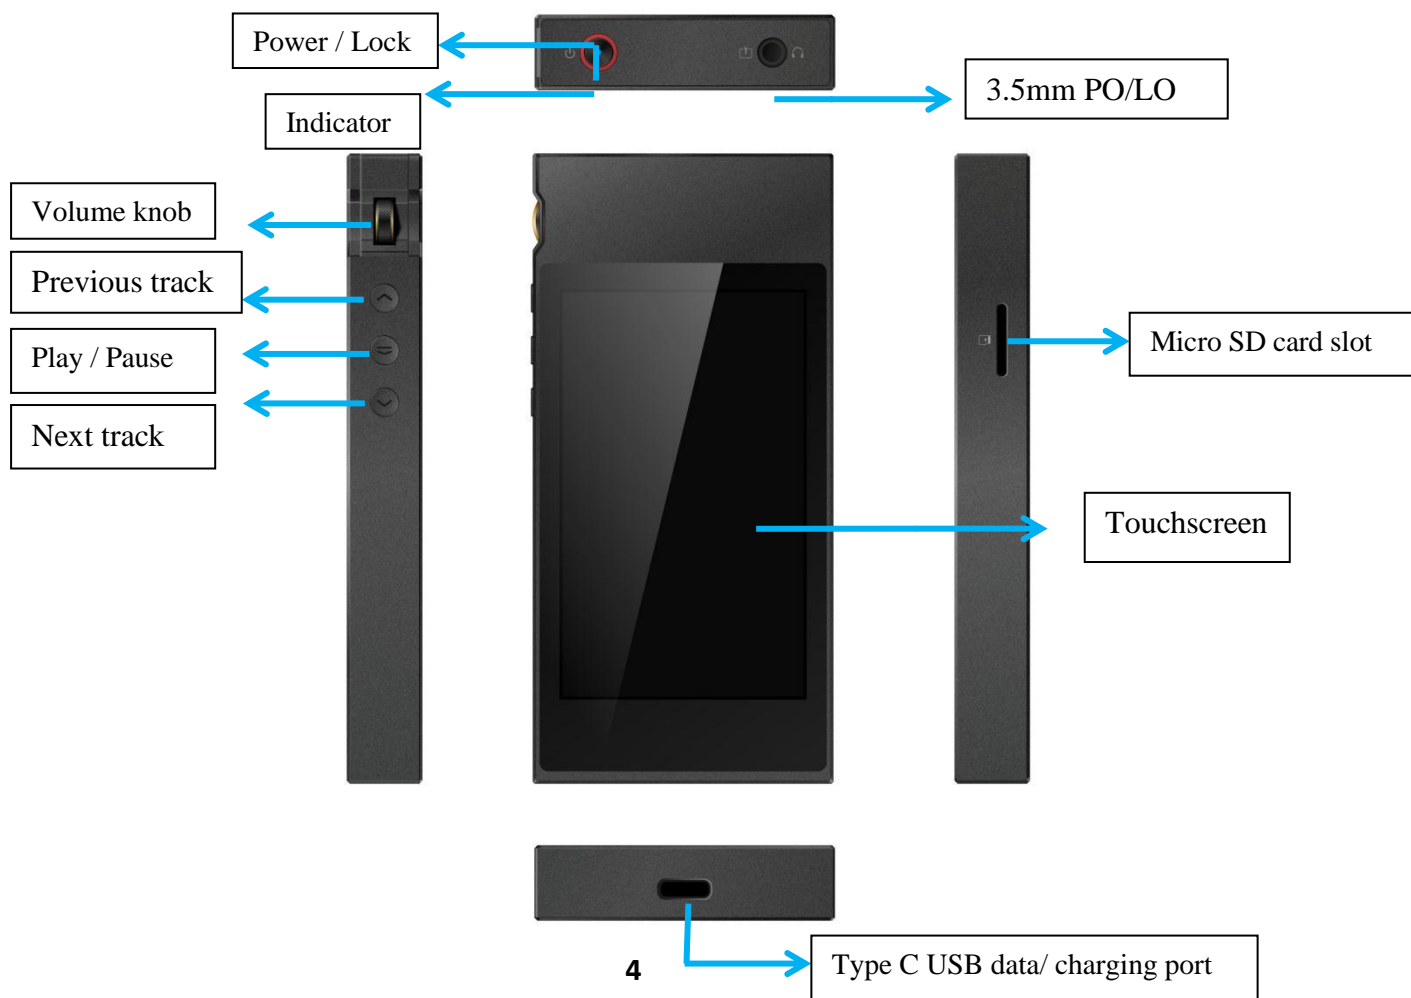 Power / Lock
3.5mm PO/LO
Indicator
Volume knob
Previous track
Play / Pause
Next track
Micro SD card slot
Touchscreen
Type C USB data/ charging port
4